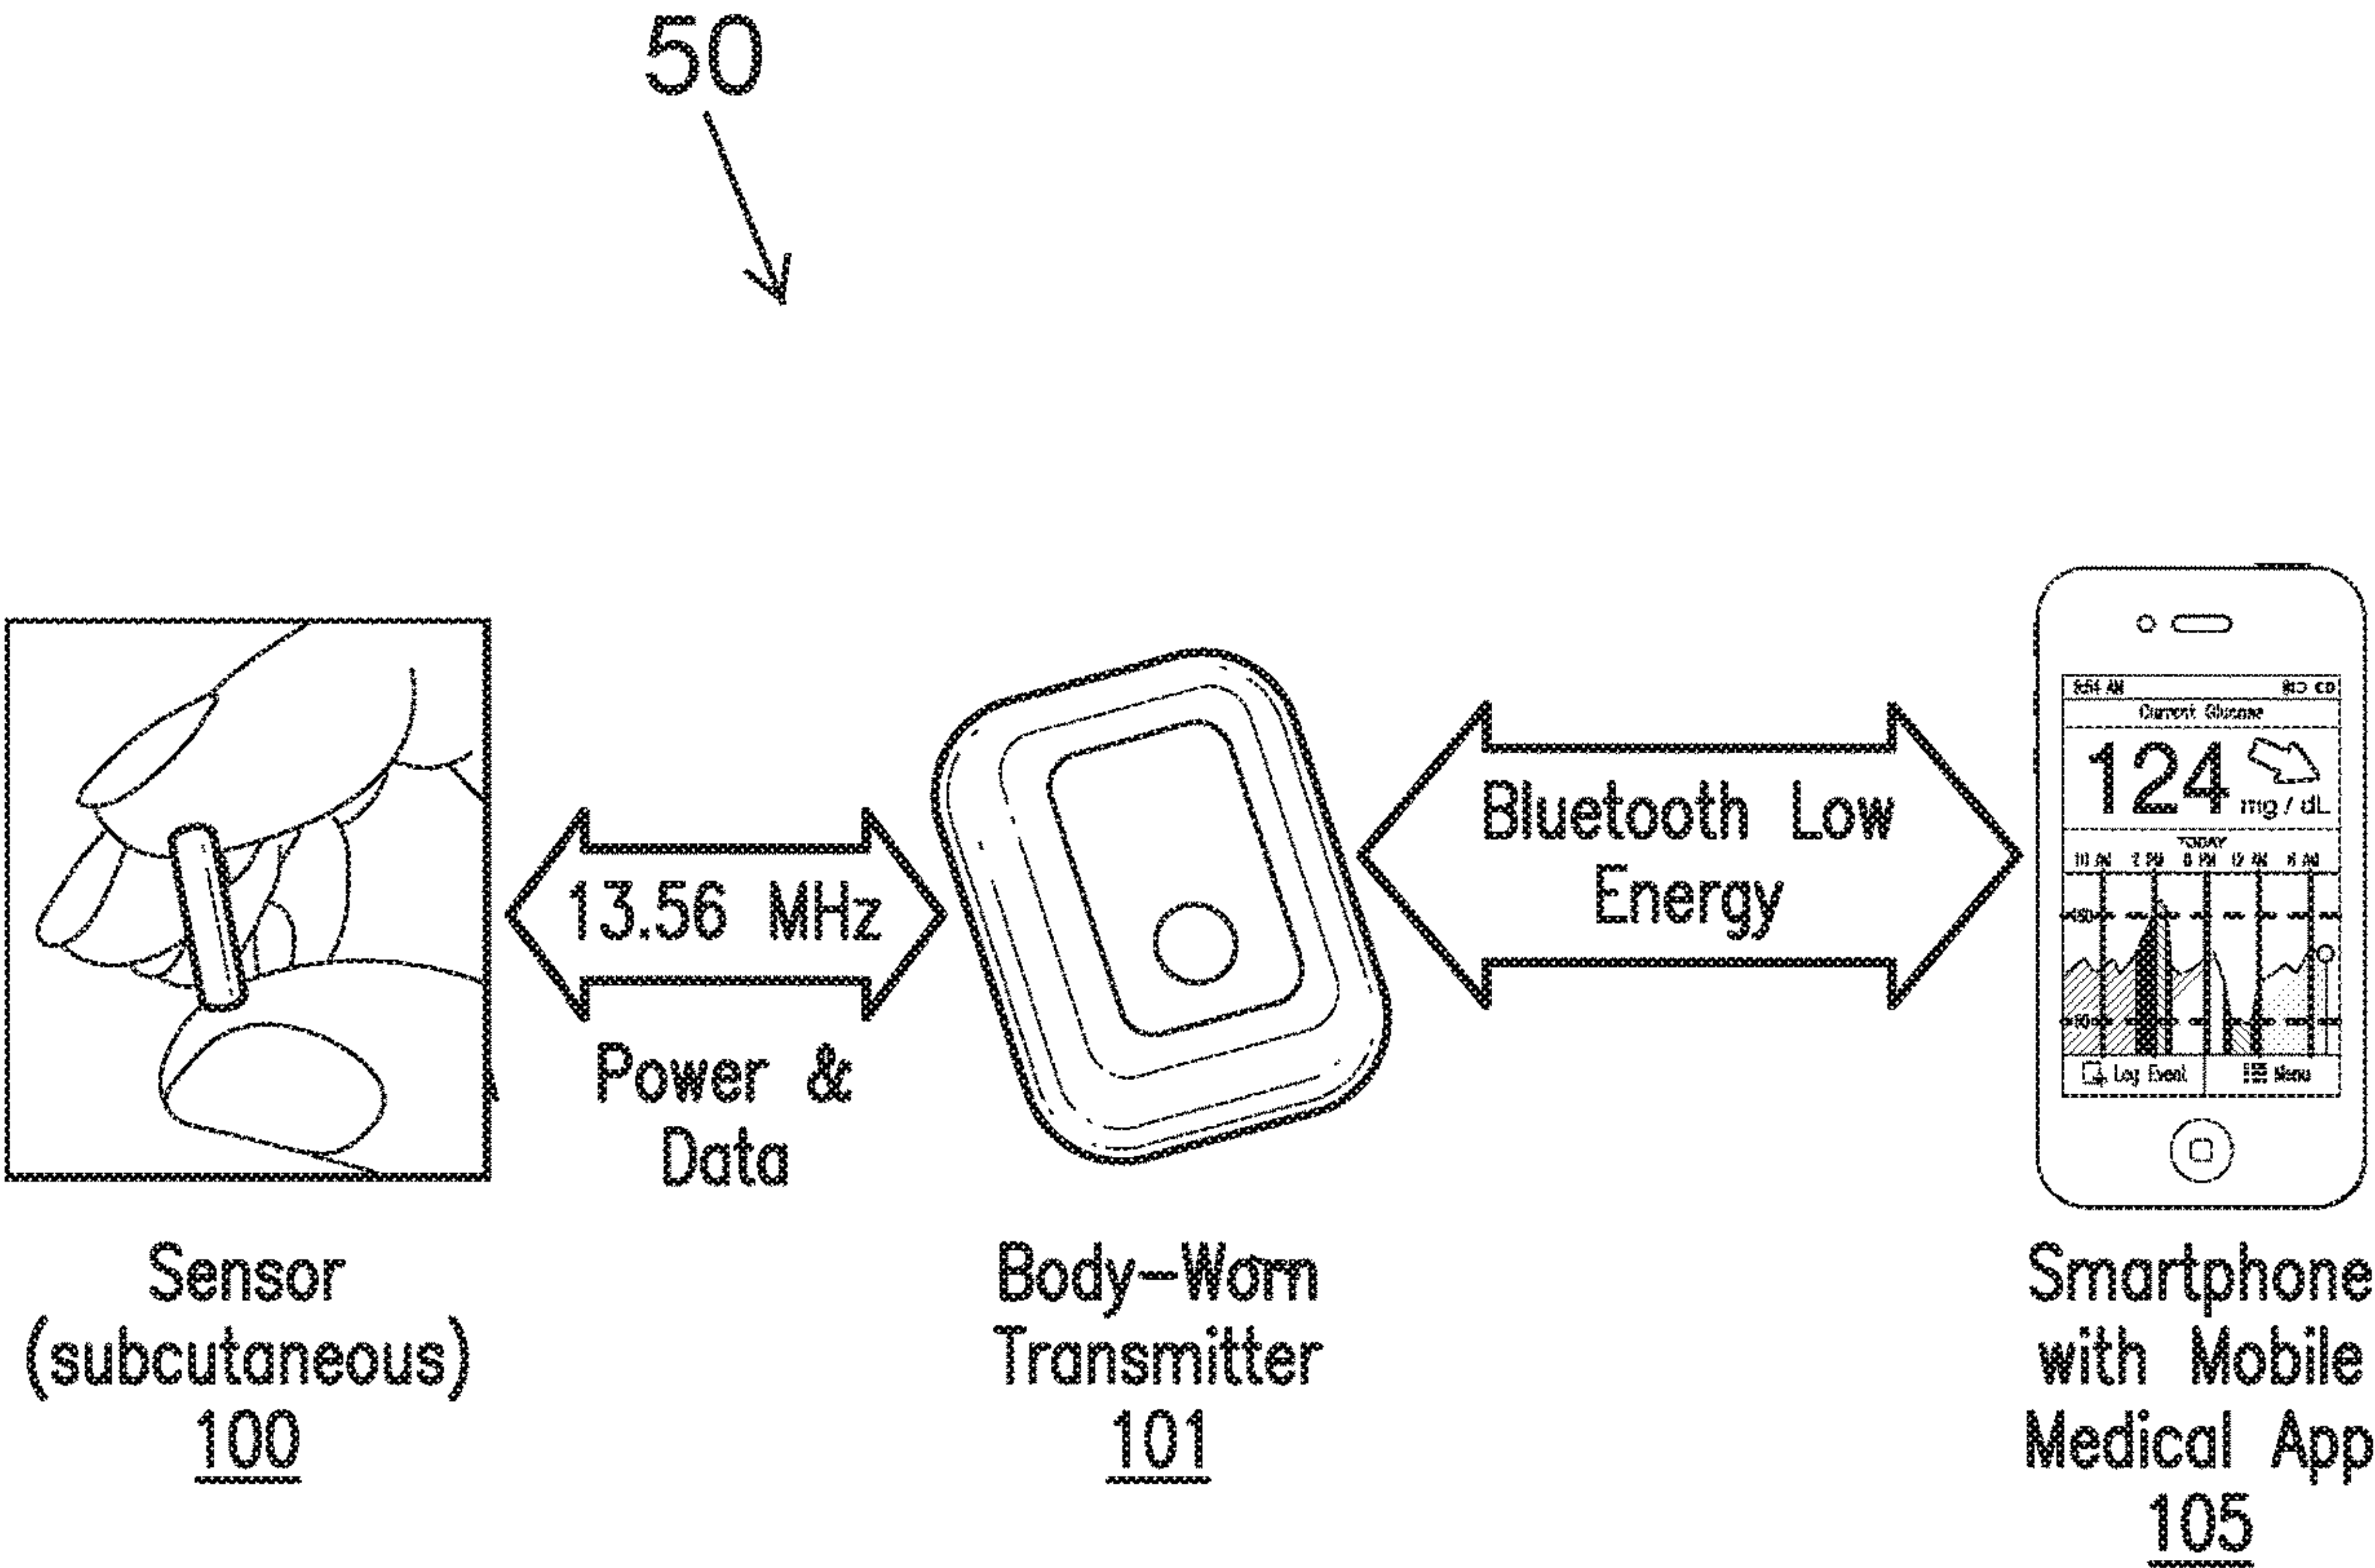 50
13.56 MHz
Power &
Data
Bluetooth Low
Energy
Current Glucose
124
mg / dL
TODAY
Log Event
Menu
Sensor
(subcutaneous)
100
Body-Worn
Transmitter
101
Smartphone
with Mobile
Medical App
105